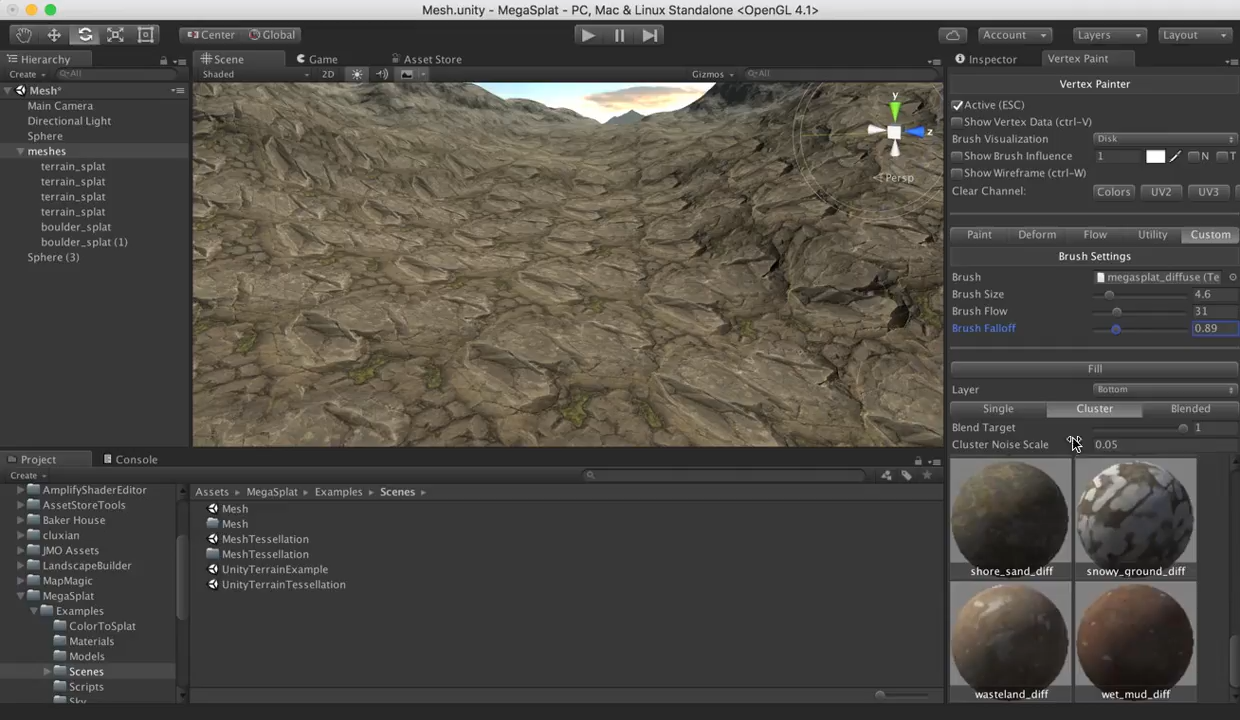 Mesh.unity - MegaSplat - PC, Mac & Linux Standalone <OpenGL 4.1>
Center Global Account Layers Layout
Hierarchy
Create All
Mesh*
Main Camera
Directional Light
Sphere
meshes
terrain_splat
terrain_splat
terrain_splat
terrain_splat
boulder_splat
boulder_splat (1)
Sphere (3)
Scene Game Asset Store
Shaded 2D Gizmos All
y
z
Persp
Inspector Vertex Paint
Vertex Painter
Active (ESC)
Show Vertex Data (ctrl-V)
Brush Visualization Disk
Show Brush Influence 1 N T
Show Wireframe (ctrl-W)
Clear Channel: Colors UV2 UV3
Paint Deform Flow Utility Custom
Brush Settings
Brush megasplat_diffuse (Te
Brush Size 4.6
Brush Flow 31
Brush Falloff 0.89
Fill
Layer Bottom
Single Cluster Blended
Blend Target 1
Cluster Noise Scale 0.05
shore_sand_diff snowy_ground_diff
wasteland_diff wet_mud_diff
Project Console
Create
AmplifyShaderEditor
AssetStoreTools
Baker House
cluxian
JMO Assets
LandscapeBuilder
MapMagic
MegaSplat
Examples
ColorToSplat
Materials
Models
Scenes
Scripts
Sky
Assets MegaSplat Examples Scenes
Mesh
Mesh
MeshTessellation
MeshTessellation
UnityTerrainExample
UnityTerrainTessellation